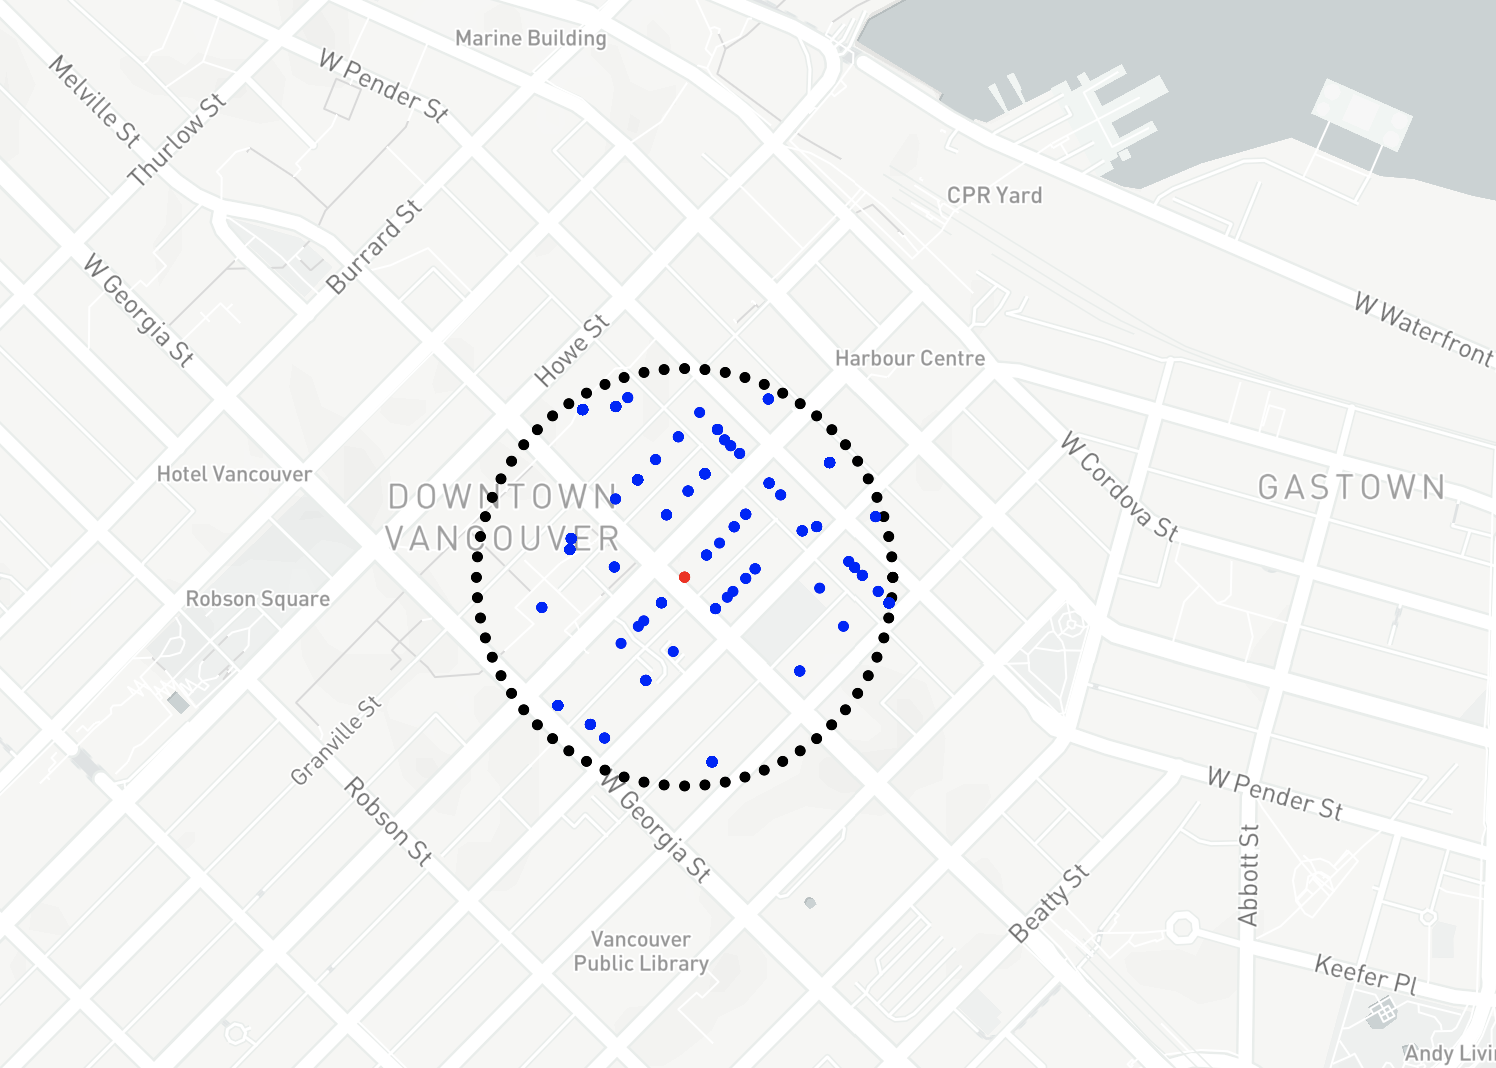 Marine Building
W Pender St
Melville St
Thurlow St
CPR Yard
Burrard St
W Georgia St
W Waterfront
Howe St
Harbour Centre
Hotel Vancouver
W Cordova St
GASTOWN
DOWNTOWN
VANCOUVER
Robson Square
Granville St
W Pender St
Robson St
W Georgia St
Abbott St
Beatty St
Vancouver
Public Library
Keefer Pl
Andy Livi